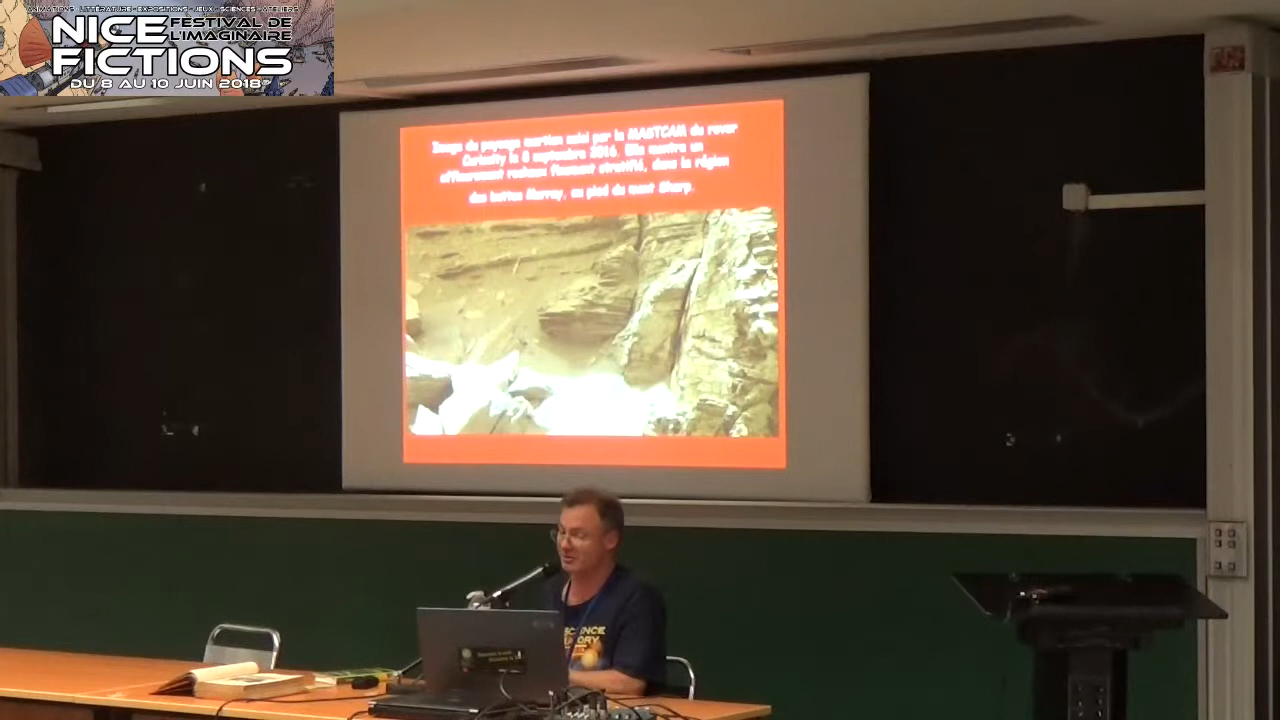 ANIMATIONS - LITTÉRATURE - EXPOSITIONS - JEUX - SCIENCES - ATELIERS
NICE FESTIVAL DE L'IMAGINAIRE
FICTIONS
DU 8 AU 10 JUIN 2018
Image du paysage martien saisi par la MASTCAM du rover
Curiosity le 8 septembre 2016. Elle montre un
affleurement rocheux finement stratifié, dans la région
des buttes Murray, au pied du mont Sharp.
SCIENCE